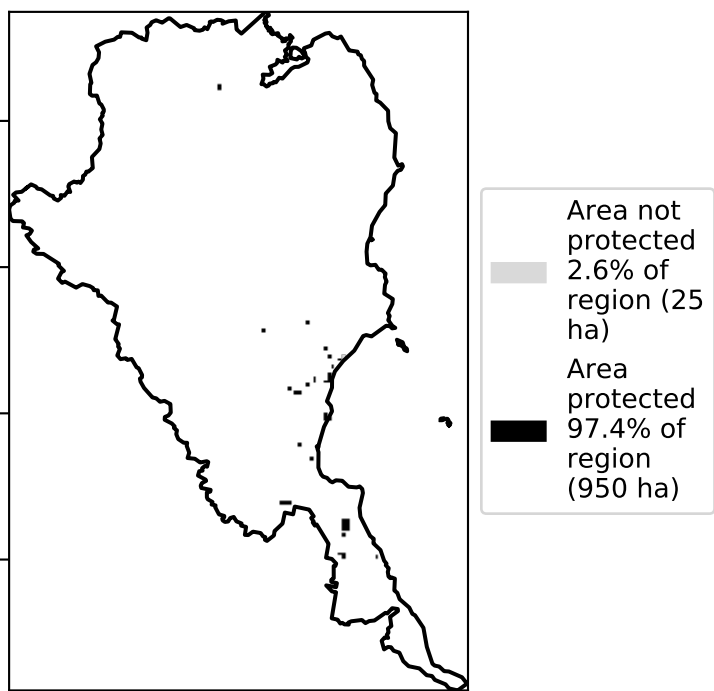 Area not
protected
2.6% of
region (25
ha)
Area
protected
97.4% of
region
(950 ha)